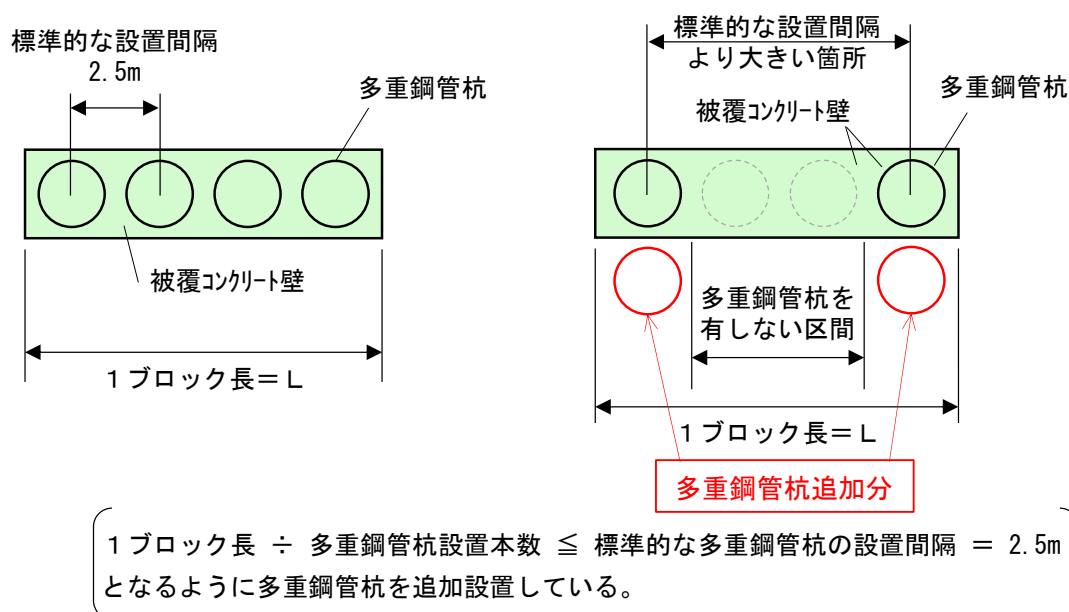 標準的な設置間隔
2.5m
多重鋼管杭
被覆コンクリート壁
1ブロック長=L
標準的な設置間隔
より大きい箇所
多重鋼管杭
被覆コンクリート壁
多重鋼管杭を
有しない区間
1ブロック長=L
多重鋼管杭追加分
1ブロック長 ÷ 多重鋼管杭設置本数 ≦ 標準的な多重鋼管杭の設置間隔 = 2.5m
となるように多重鋼管杭を追加設置している。